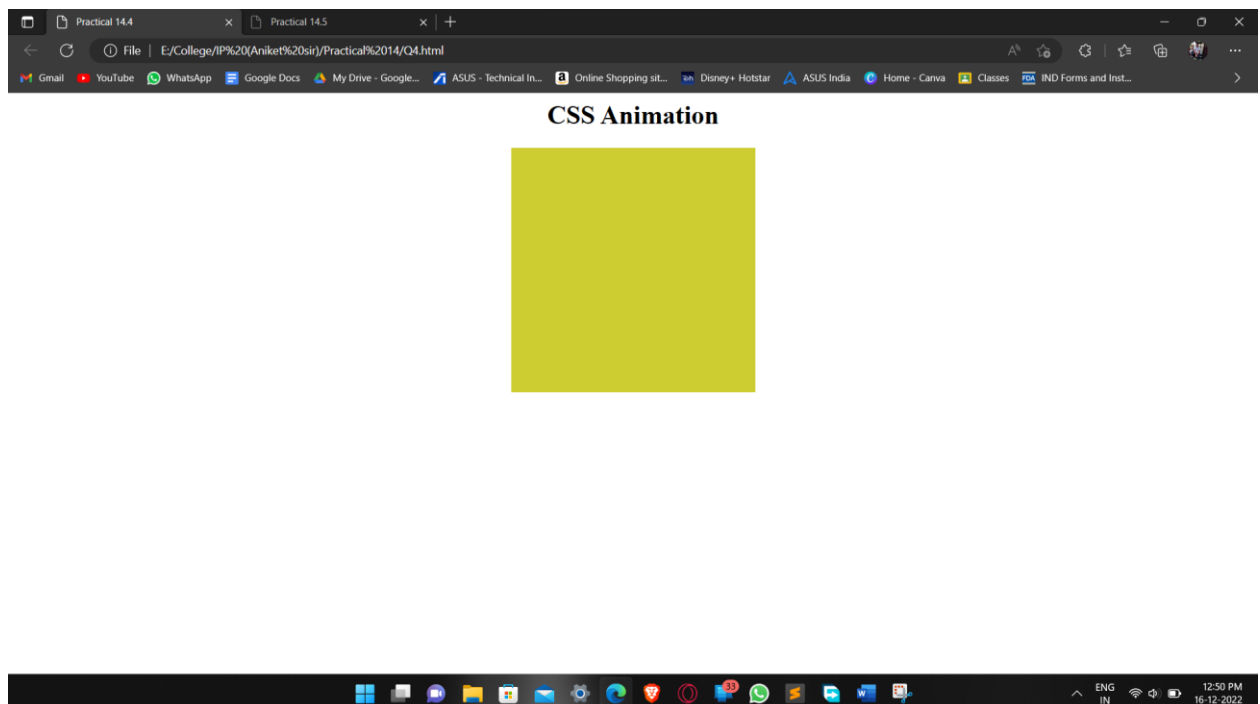 Practical 14.4
Practical 14.5
File | E:/College/IP%20(Aniket%20sir)/Practical%2014/Q4.html
Gmail YouTube WhatsApp Google Docs My Drive - Google... ASUS - Technical In... Online Shopping sit... Disney+ Hotstar ASUS India Home - Canva Classes IND Forms and Inst...
CSS Animation
33
ENG
IN
12:50 PM
16-12-2022